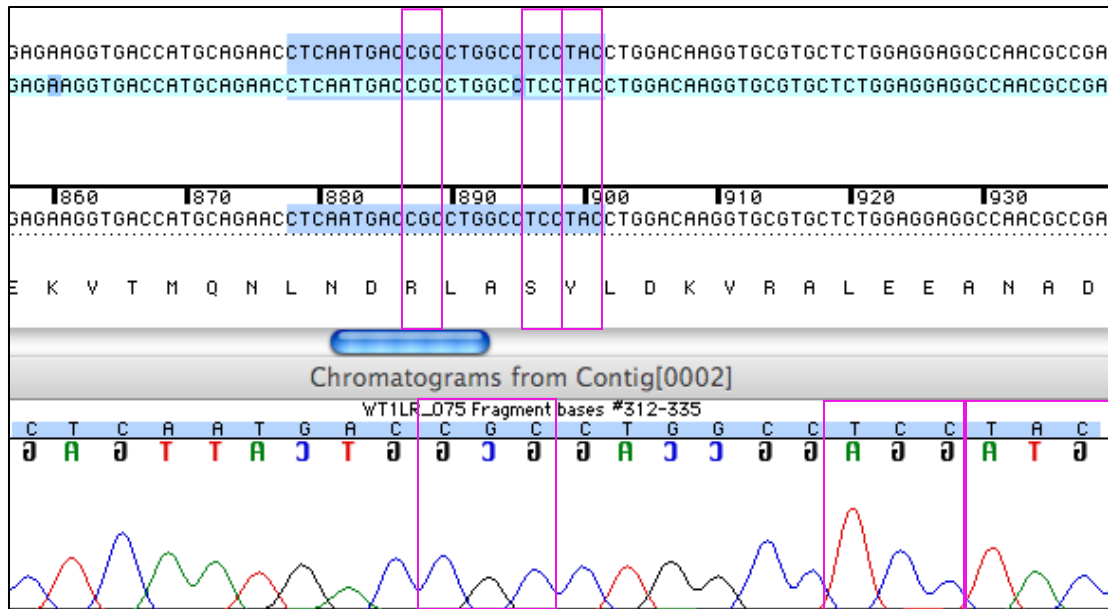 GAGAAGGTGACCATGCAGAACCTCAATGACCGCCTGGCCTCCTACCTGGACAAGGTGCGTGCTCTGGAGGAGGCCAACGCCGA
GAGAAGGTGACCATGCAGAACCTCAATGACCGCCTGGCCTCCTACCTGGACAAGGTGCGTGCTCTGGAGGAGGCCAACGCCGA
860 870 880 890 900 910 920 930
GAGAAGGTGACCATGCAGAACCTCAATGACCGCCTGGCCTCCTACCTGGACAAGGTGCGTGCTCTGGAGGAGGCCAACGCCGA
E K V T M Q N L N D R L A S Y L D K V R A L E E A N A D
Chromatograms from Contig[0002]
WT1LR_075 Fragment bases #312-335
C T C A A T G A C C G C C T G G C C T C C T A C
G A G T T A C T G G C G G A C C G G A G G A T G